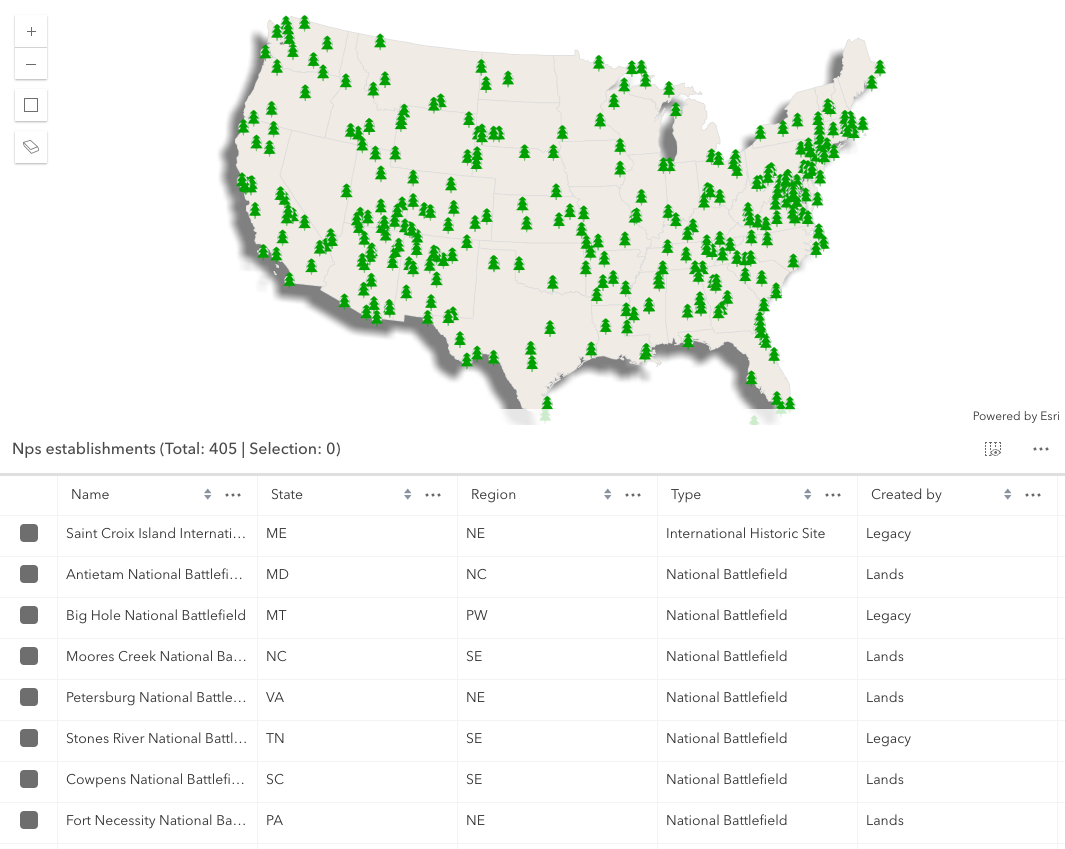 +
−
Powered by Esri
Nps establishments (Total: 405 | Selection: 0)
Name State Region Type Created by
Saint Croix Island Internati… ME NE International Historic Site Legacy
Antietam National Battlefi… MD NC National Battlefield Lands
Big Hole National Battlefield MT PW National Battlefield Legacy
Moores Creek National Ba… NC SE National Battlefield Lands
Petersburg National Battle… VA NE National Battlefield Lands
Stones River National Battl… TN SE National Battlefield Legacy
Cowpens National Battlefi… SC SE National Battlefield Lands
Fort Necessity National Ba… PA NE National Battlefield Lands